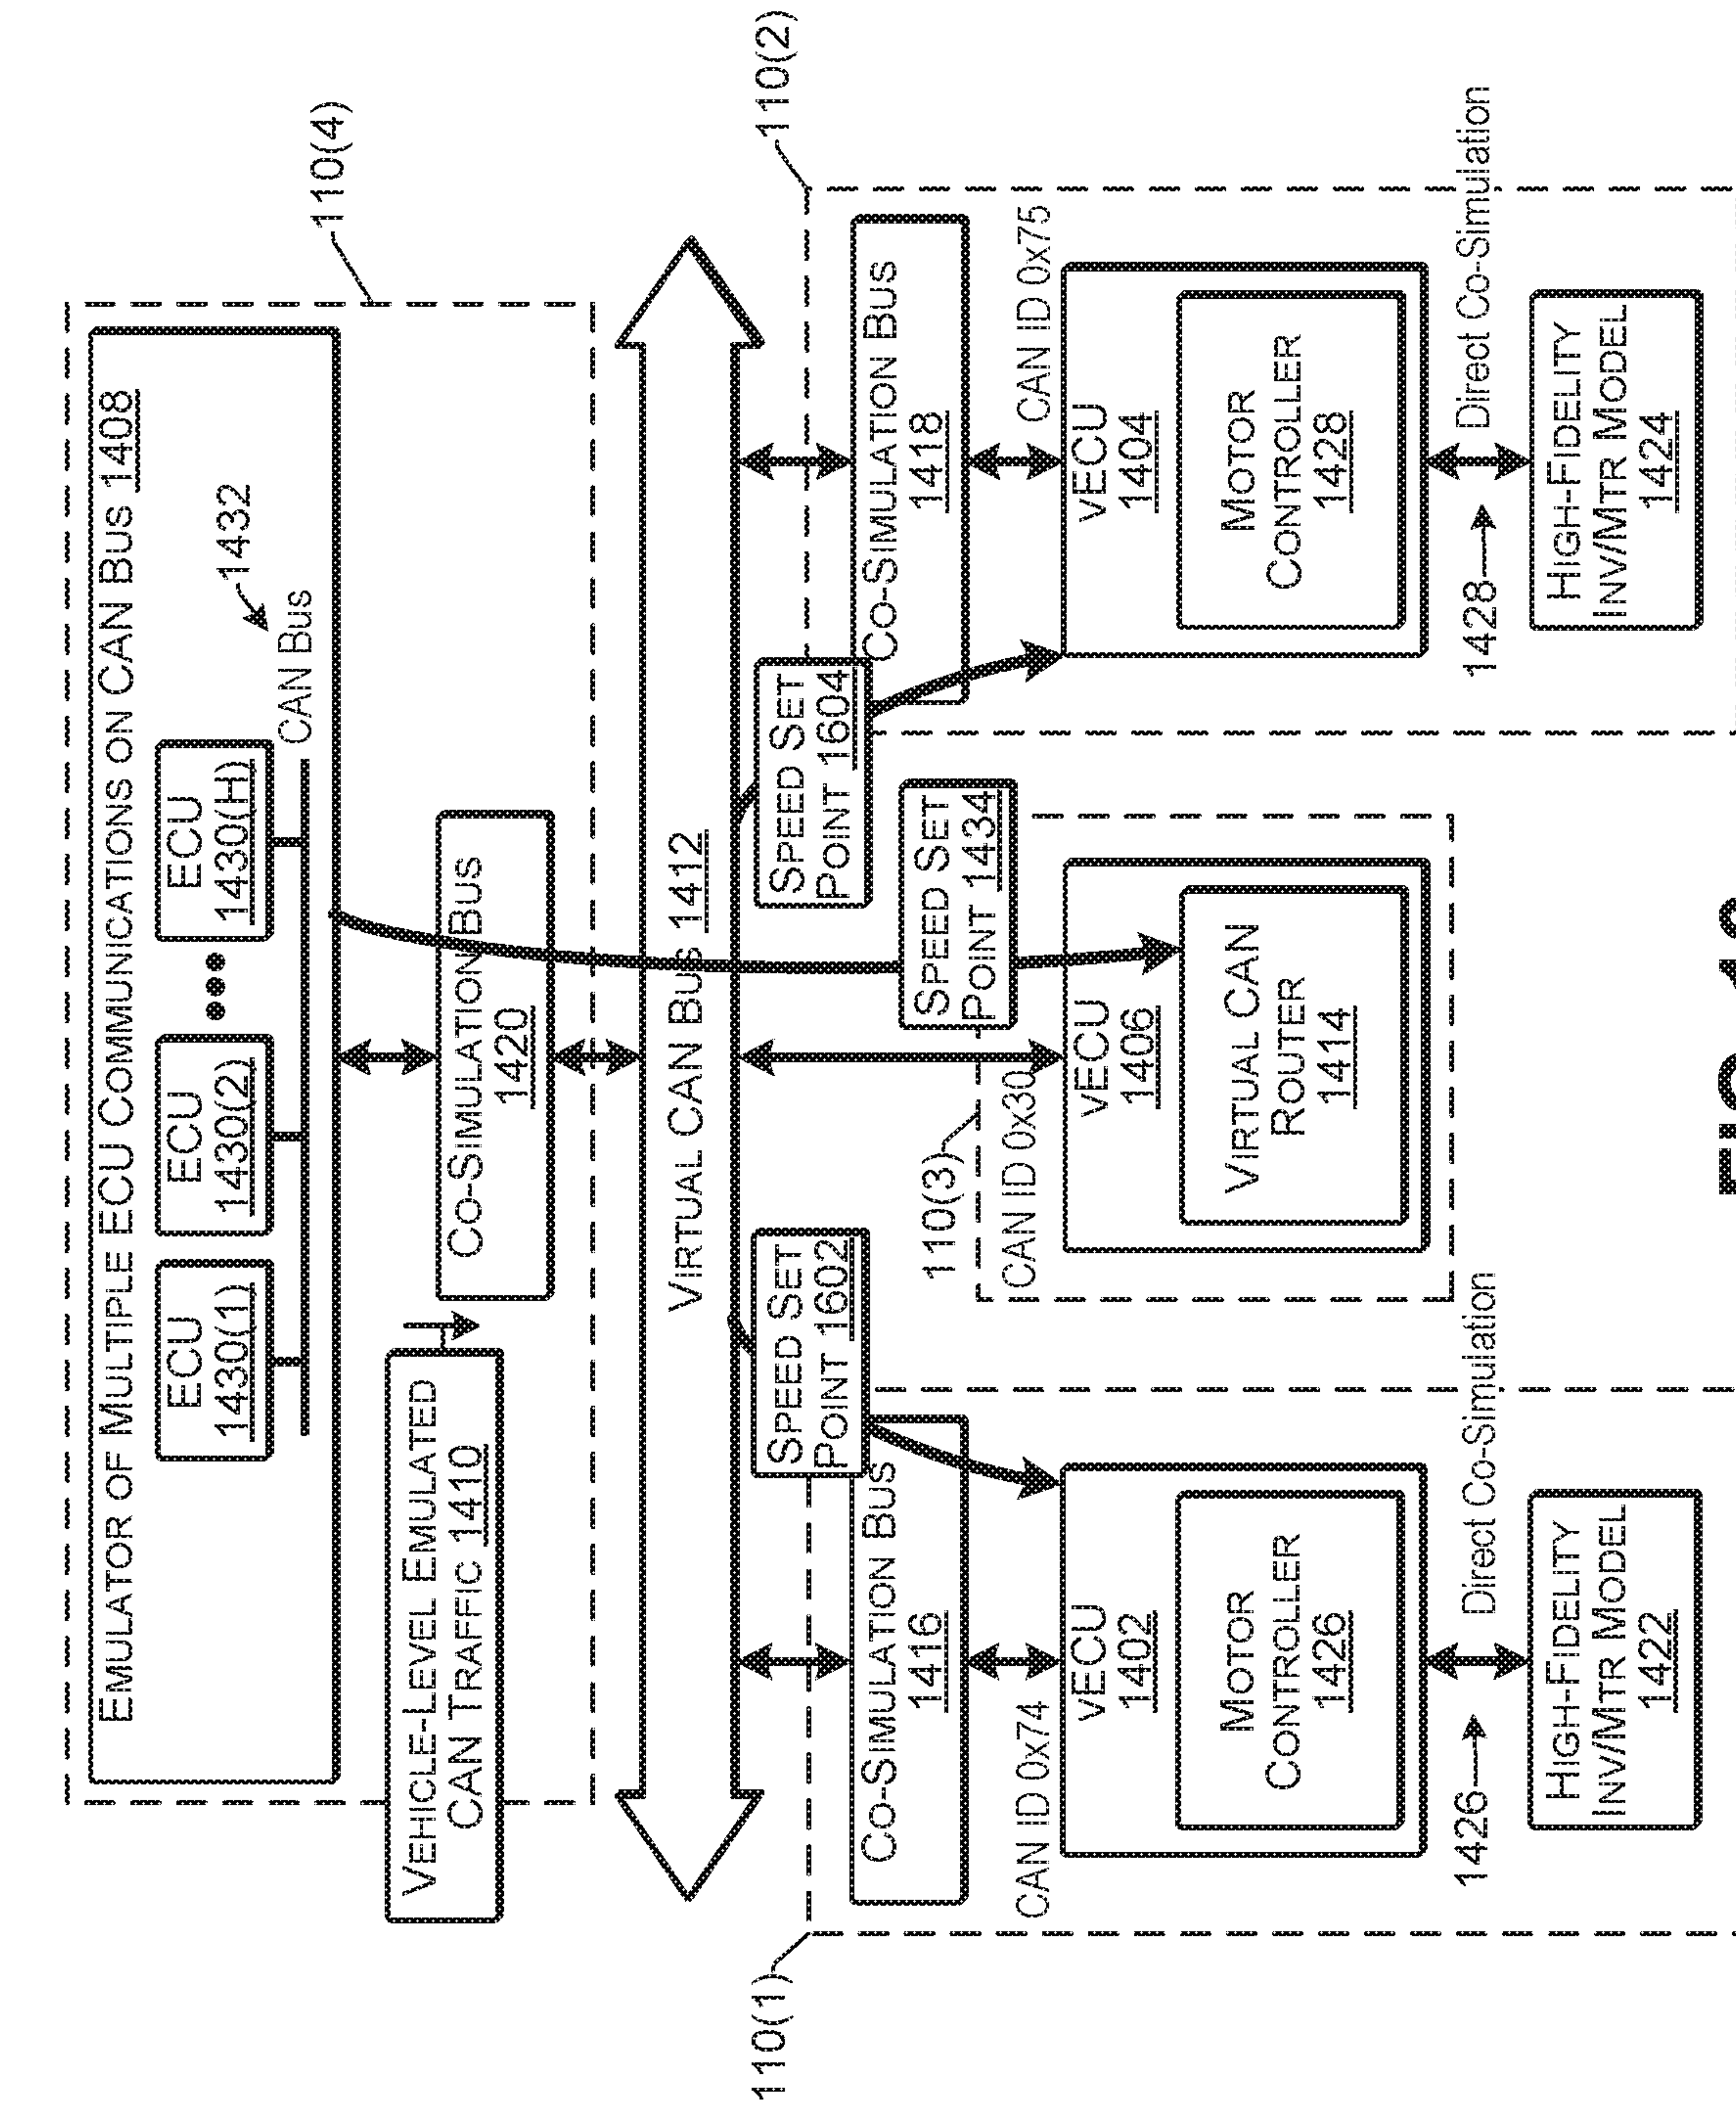 110(4)
EMULATOR OF MULTIPLE ECU COMMUNICATIONS ON CAN BUS 1408
ECU
1430(1)
ECU
1430(2)
ECU
1430(H)
1432
CAN Bus
VEHICLE-LEVEL EMULATED
CAN TRAFFIC 1410
CO-SIMULATION BUS
1420
VIRTUAL CAN BUS 1412
110(1)
110(2)
SPEED SET
POINT 1602
SPEED SET
POINT 1604
CO-SIMULATION BUS
1416
CO-SIMULATION BUS
1418
110(3)
SPEED SET
POINT 1434
CAN ID 0x74
CAN ID 0x30
CAN ID 0x75
VECU
1402
VECU
1406
VECU
1404
MOTOR
CONTROLLER
1426
VIRTUAL CAN
ROUTER
1414
MOTOR
CONTROLLER
1428
1426
Direct Co-Simulation
1428
Direct Co-Simulation
HIGH-FIDELITY
INV/MTR MODEL
1422
HIGH-FIDELITY
INV/MTR MODEL
1424